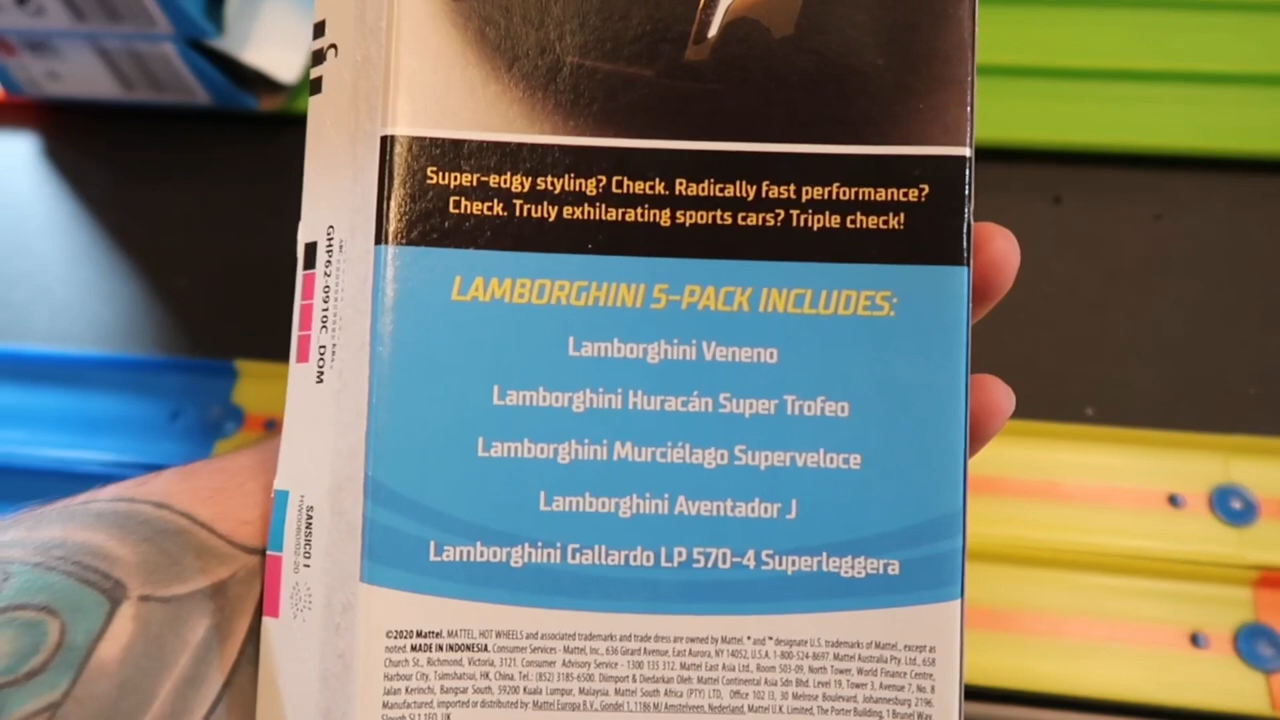 Super-edgy styling? Check. Radically fast performance?
Check. Truly exhilarating sports cars? Triple check!
LAMBORGHINI 5-PACK INCLUDES:
Lamborghini Veneno
Lamborghini Huracán Super Trofeo
Lamborghini Murciélago Superveloce
Lamborghini Aventador J
Lamborghini Gallardo LP 570-4 Superleggera
©2020 Mattel. MATTEL, HOT WHEELS and associated trademarks and trade dress are owned by Mattel. ® and ™ designate U.S. trademarks of Mattel, except as
noted. MADE IN INDONESIA. Consumer Services - Mattel, Inc., 636 Girard Avenue, East Aurora, NY 14052, U.S.A. 1-800-524-8697. Mattel Australia Pty. Ltd., 658
Church St., Richmond, Victoria, 3121. Consumer Advisory Service - 1300 135 312. Mattel East Asia Ltd., Room 503-09, North Tower, World Finance Centre,
Harbour City, Tsimshatsui, HK, China. Tel.: (852) 3185-6500. Diimport & Diedarkan Oleh: Mattel Continental Asia Sdn Bhd. Level 19, Tower 3, Avenue 7, No. 8
Jalan Kerinchi, Bangsar South, 59200 Kuala Lumpur, Malaysia. Mattel South Africa (PTY) LTD, Office 102 I3, 30 Melrose Boulevard, Johannesburg 2196.
Manufactured, imported or distributed by: Mattel Europa B.V., Gondel 1, 1186 MJ Amstelveen, Nederland. Mattel U.K. Limited, The Porter Building, 1 Brunel Way,
Slough SL1 1FQ, UK
GHP62-0910C_DOM
SANSICO I